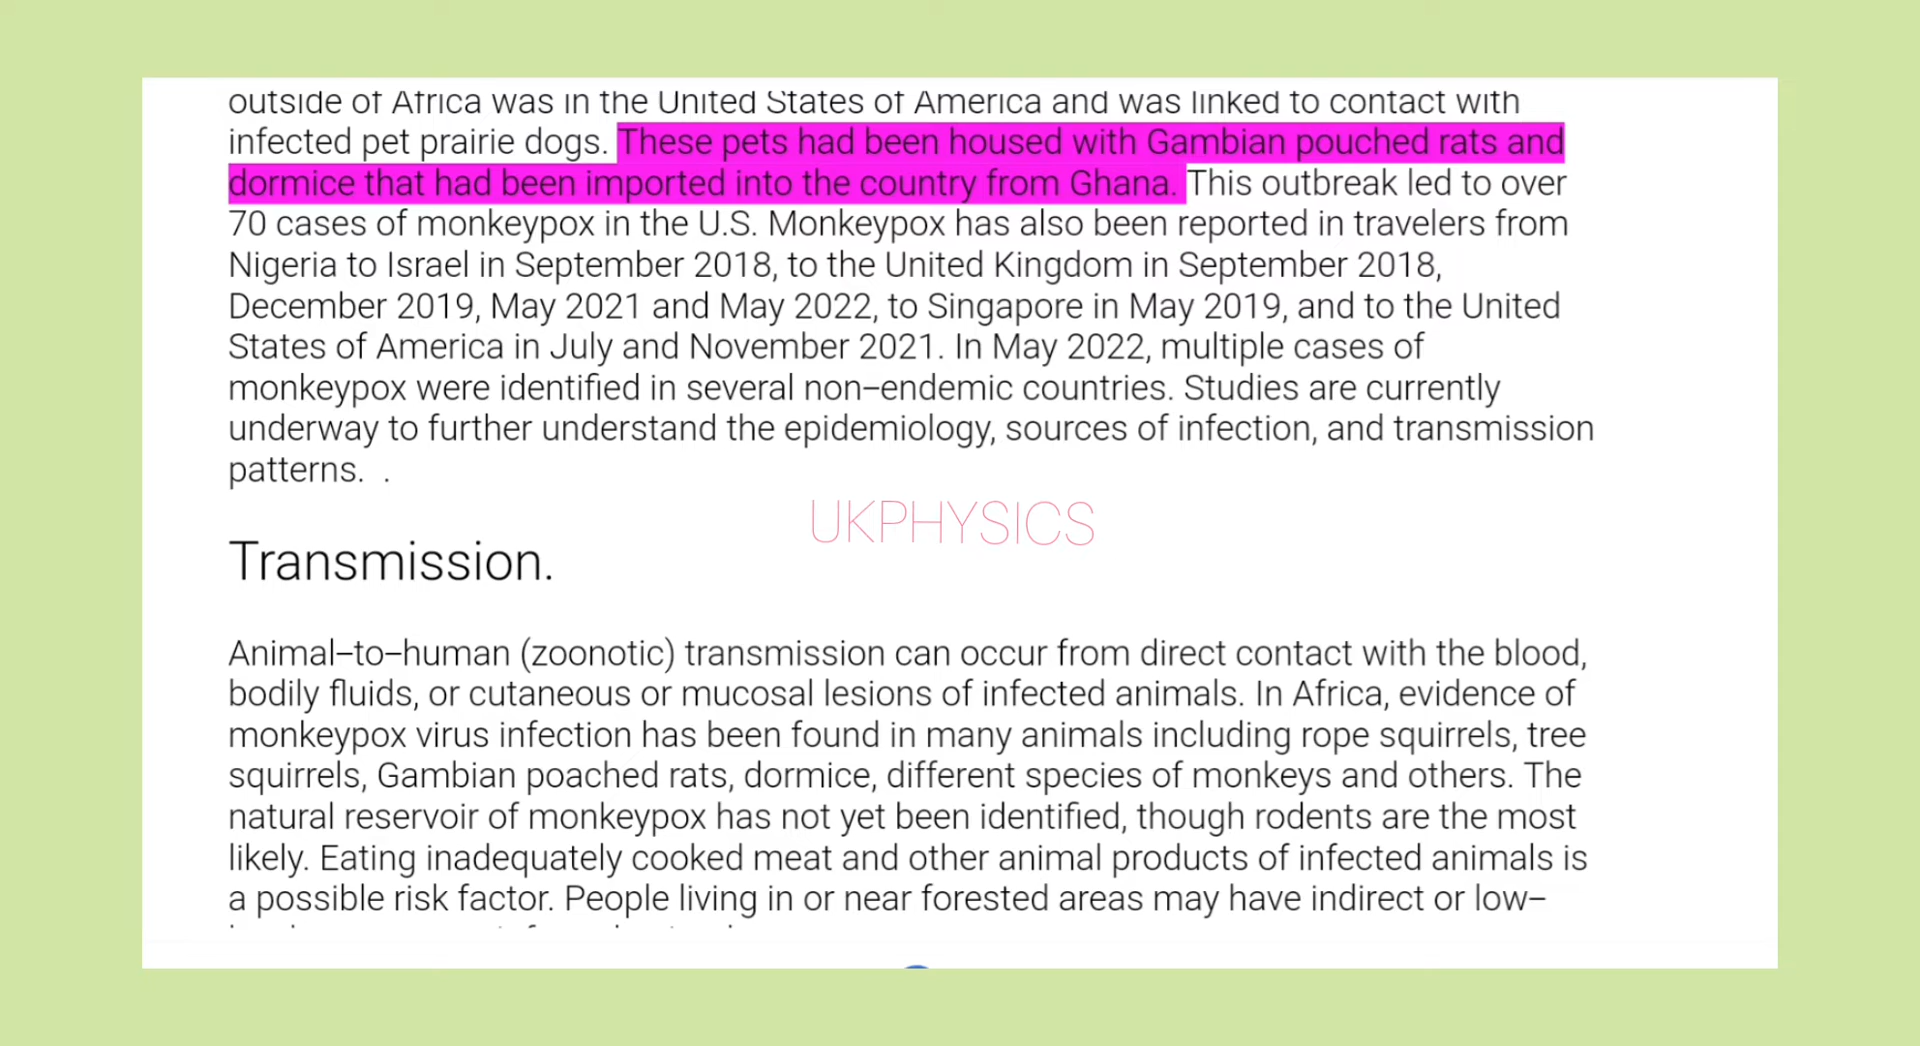 outside of Africa was in the United States of America and was linked to contact with
infected pet prairie dogs. These pets had been housed with Gambian pouched rats and
dormice that had been imported into the country from Ghana. This outbreak led to over
70 cases of monkeypox in the U.S. Monkeypox has also been reported in travelers from
Nigeria to Israel in September 2018, to the United Kingdom in September 2018,
December 2019, May 2021 and May 2022, to Singapore in May 2019, and to the United
States of America in July and November 2021. In May 2022, multiple cases of
monkeypox were identified in several non–endemic countries. Studies are currently
underway to further understand the epidemiology, sources of infection, and transmission
patterns.  .
UKPHYSICS
Transmission.
Animal–to–human (zoonotic) transmission can occur from direct contact with the blood,
bodily fluids, or cutaneous or mucosal lesions of infected animals. In Africa, evidence of
monkeypox virus infection has been found in many animals including rope squirrels, tree
squirrels, Gambian poached rats, dormice, different species of monkeys and others. The
natural reservoir of monkeypox has not yet been identified, though rodents are the most
likely. Eating inadequately cooked meat and other animal products of infected animals is
a possible risk factor. People living in or near forested areas may have indirect or low–